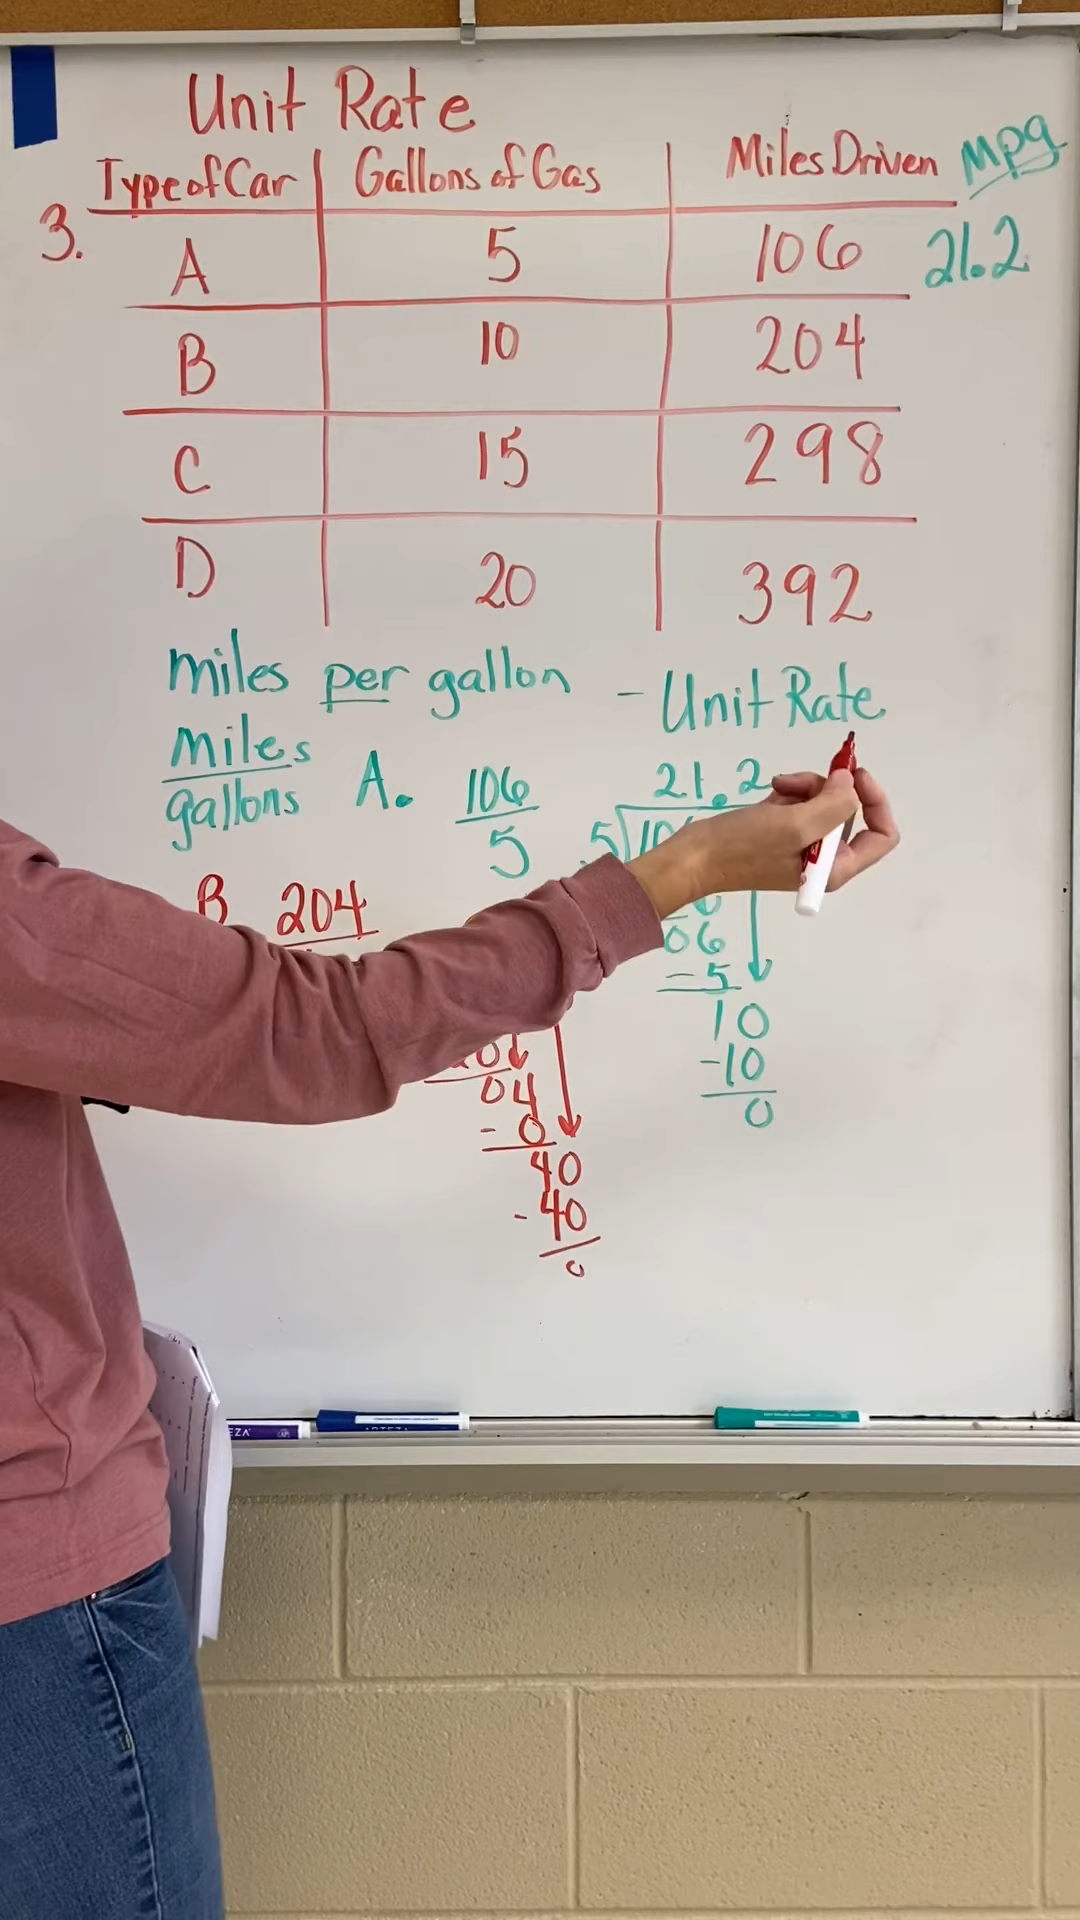 Unit Rate
Type of Car Gallons of Gas Miles Driven mpg
3. A 5 106 21.2
B 10 204
C 15 298
D 20 392
miles per gallon - Unit Rate
miles
gallons
A. 106
5
21.2
5
06
-5
10
-10
0
B 204
04
- 0
40
- 40
0